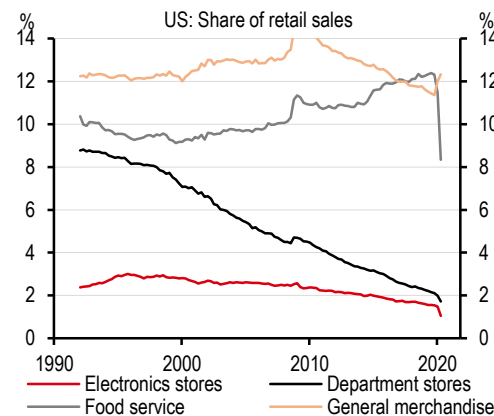 US: Share of retail sales
% %
14 14
12 12
10 10
8 8
6 6
4 4
2 2
0 0
1990 2000 2010 2020
Electronics stores Department stores
Food service General merchandise